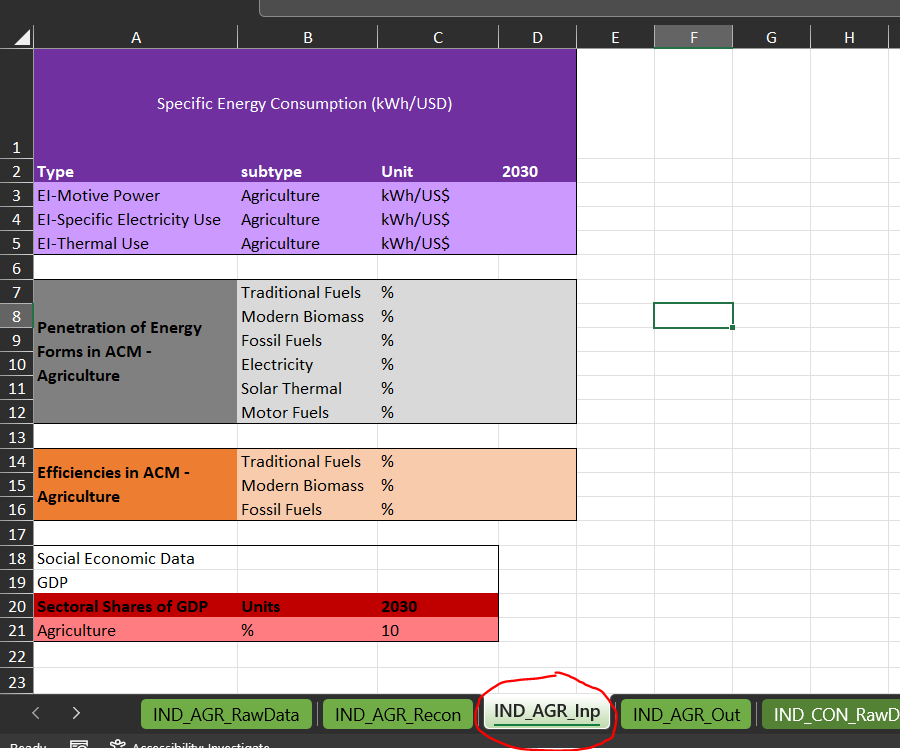 A B C D E F G H
1 Specific Energy Consumption (kWh/USD)
2 Type subtype Unit 2030
3 EI-Motive Power Agriculture kWh/US$
4 EI-Specific Electricity Use Agriculture kWh/US$
5 EI-Thermal Use Agriculture kWh/US$
6
7 Traditional Fuels %
8 Modern Biomass %
Penetration of Energy
9 Fossil Fuels %
Forms in ACM -
10 Electricity %
Agriculture
11 Solar Thermal %
12 Motor Fuels %
13
14 Traditional Fuels %
Efficiencies in ACM -
15 Modern Biomass %
Agriculture
16 Fossil Fuels %
17
18 Social Economic Data
19 GDP
20 Sectoral Shares of GDP Units 2030
21 Agriculture % 10
22
23
IND_AGR_RawData IND_AGR_Recon IND_AGR_Inp IND_AGR_Out IND_CON_RawD
Ready Accessibility: Investigate